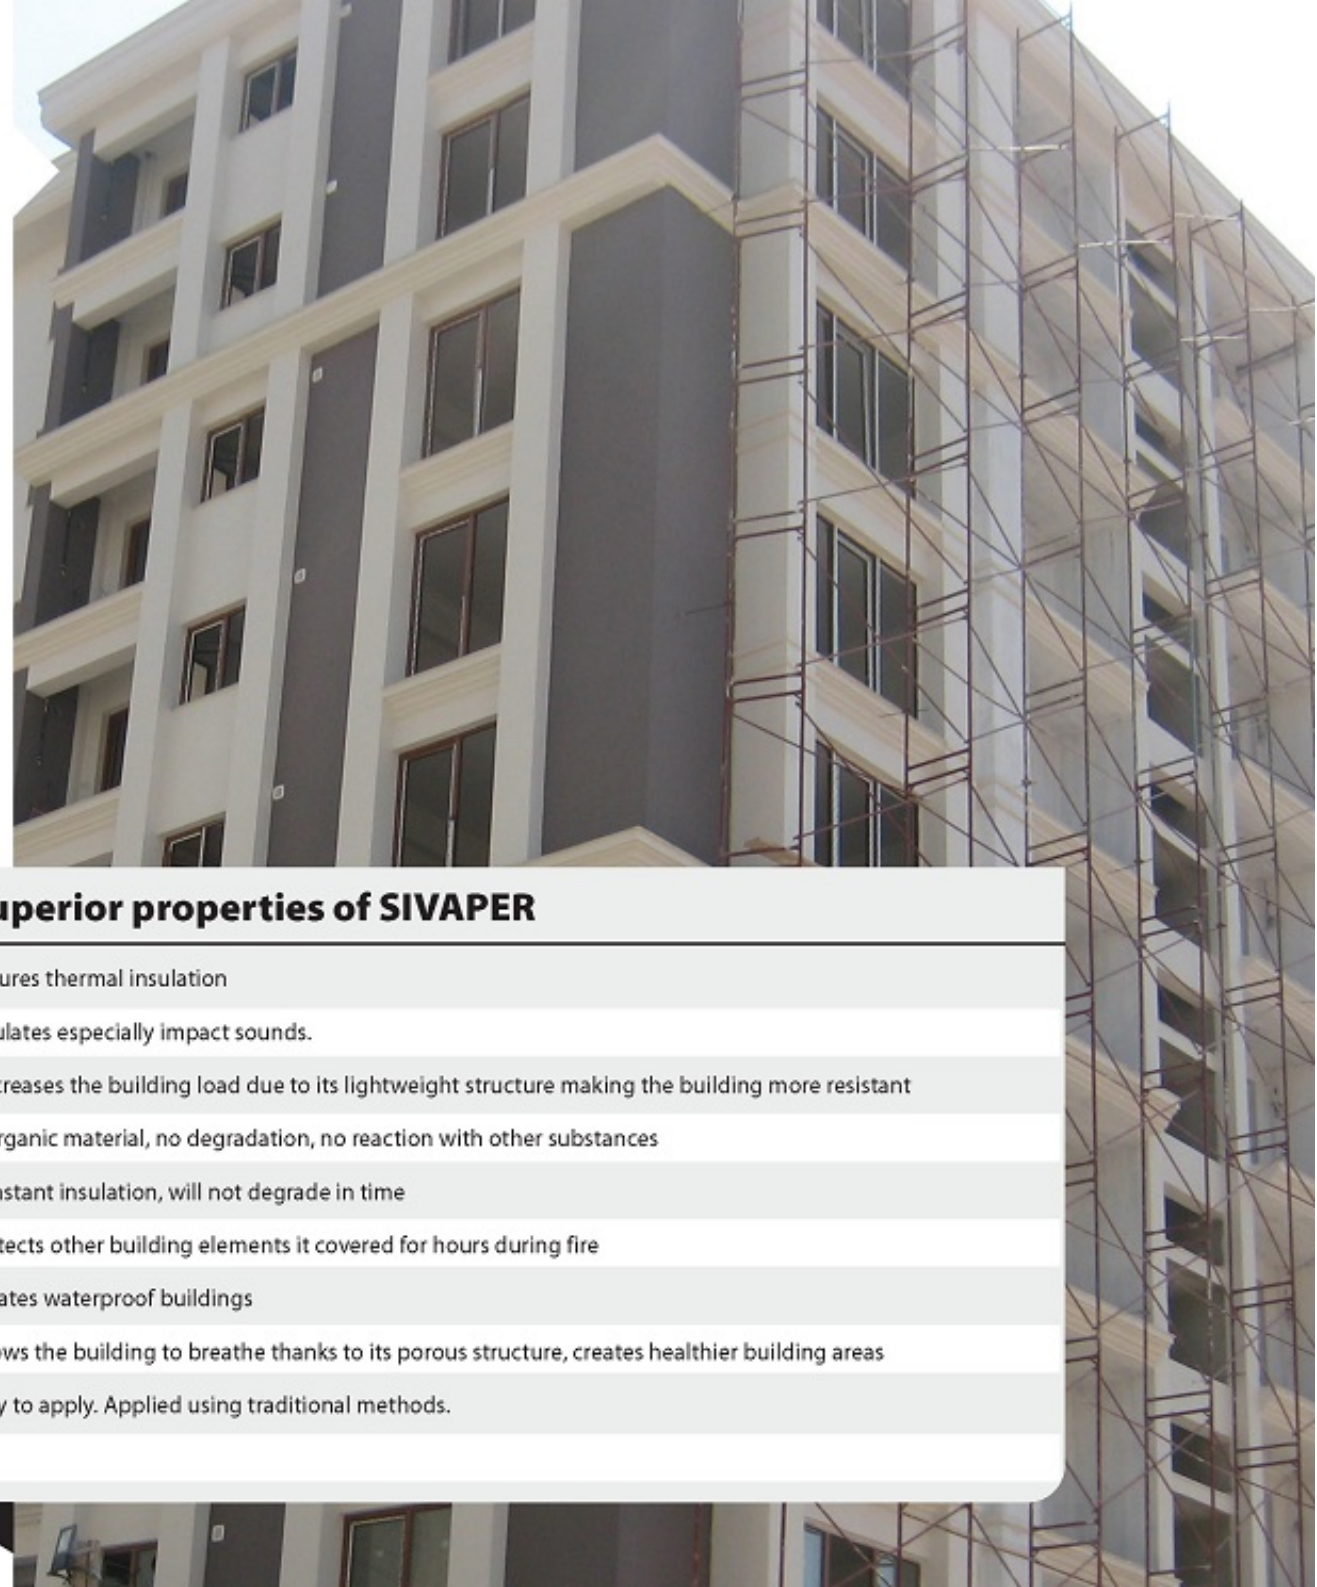 uperior properties of SIVAPER
ures thermal insulation
ulates especially impact sounds.
creases the building load due to its lightweight structure making the building more resistant
rganic material, no degradation, no reaction with other substances
nstant insulation, will not degrade in time
tects other building elements it covered for hours during fire
ates waterproof buildings
ows the building to breathe thanks to its porous structure, creates healthier building areas
y to apply. Applied using traditional methods.